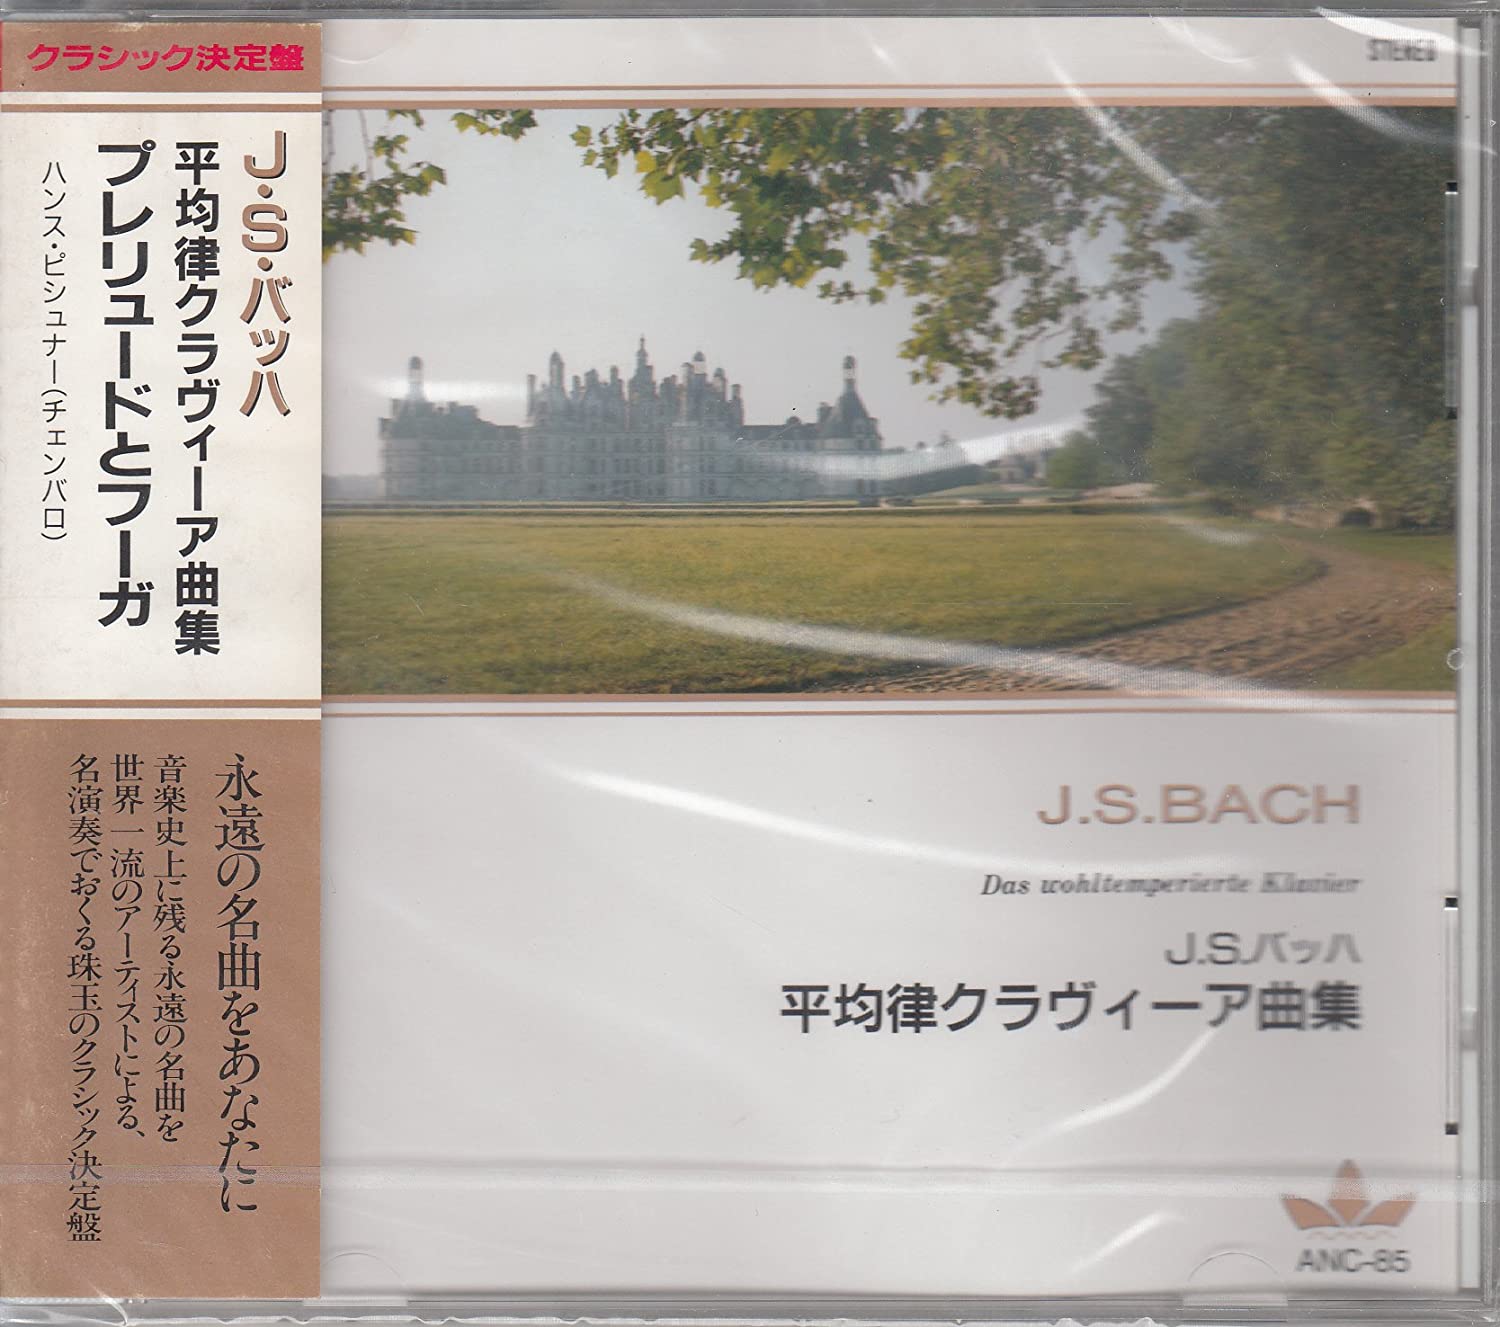 クラシック決定盤
J・S・バッハ
平均律クラヴィーア曲集
プレリュードとフーガ
ハンス・ピシュナー(チェンバロ)
永遠の名曲をあなたに
音楽史上に残る永遠の名曲を
世界一流のアーティストによる、
名演奏でおくる珠玉のクラシック決定盤
STEREO
J.S.BACH
Das wohltemperierte Klavier
J.S.バッハ
平均律クラヴィーア曲集
ANC-85